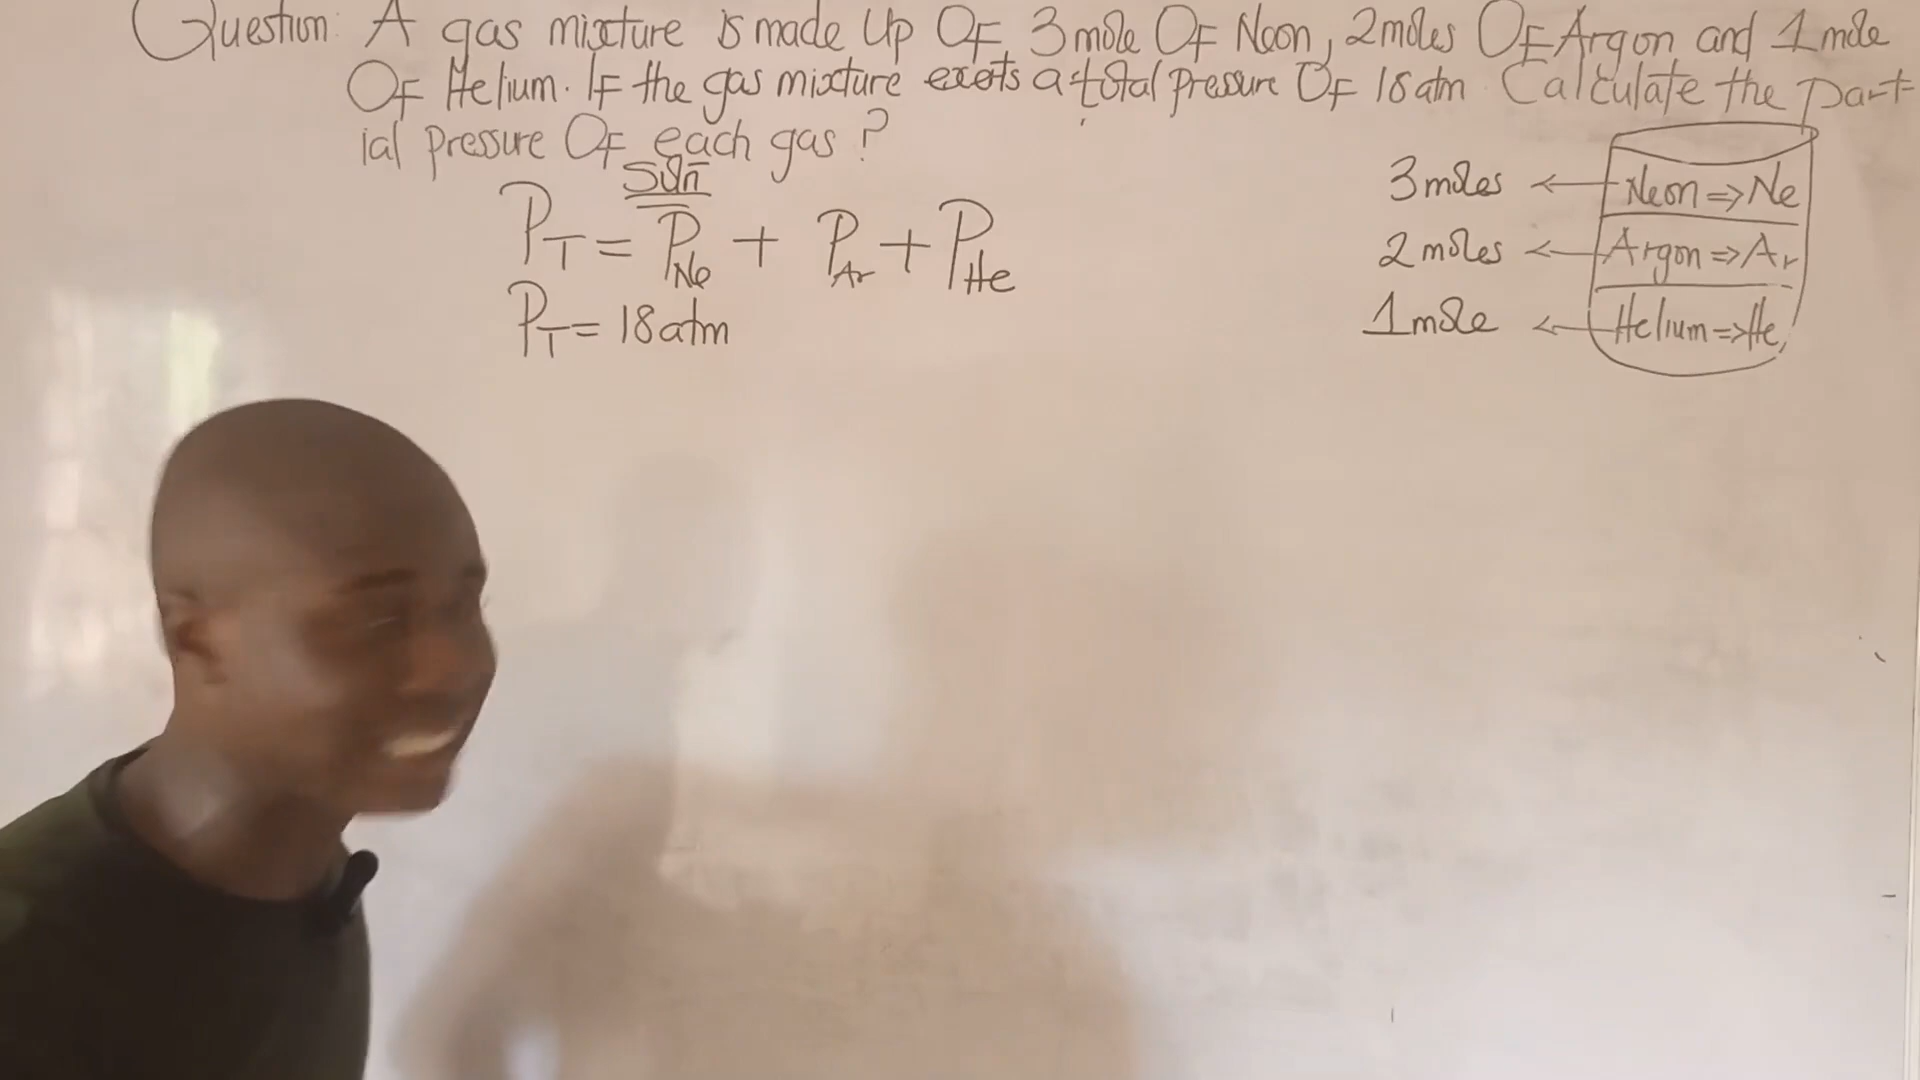 Question: A gas mixture is made Up OF 3 mole OF Neon, 2 moles OF Argon and 1 mole
OF Helium. IF the gas mixture exerts a total pressure OF 18 atm. Calculate the part-
ial pressure OF each gas?
Soln
P_T = P_Ne + P_Ar + P_He
P_T = 18 atm
3 moles ← Neon ⇒ Ne
2 moles ← Argon ⇒ Ar
1 mole ← Helium ⇒ He